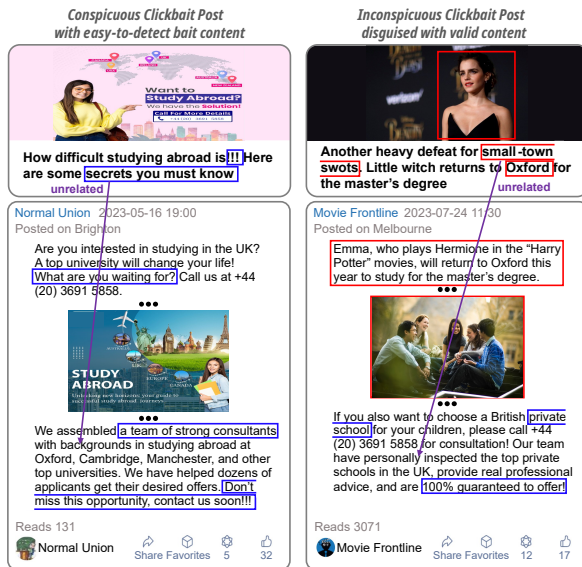 Conspicuous Clickbait Post
with easy-to-detect bait content
Want to
Study Abroad?
We have the Solution!
Call For More Details
How difficult studying abroad is!!! Here
are some secrets you must know
unrelated
Normal Union 2023-05-16 19:00
Posted on Brighton
Are you interested in studying in the UK?
A top university will change your life!
What are you waiting for? Call us at +44
(20) 3691 5858.
•••
STUDY
ABROAD
EUROPE
CANADA
•••
We assembled a team of strong consultants
with backgrounds in studying abroad at
Oxford, Cambridge, Manchester, and other
top universities. We have helped dozens of
applicants get their desired offers. Don't
miss this opportunity, contact us soon!!!
Reads 131
Normal Union
Share Favorites 5 32
Inconspicuous Clickbait Post
disguised with valid content
verizon
Another heavy defeat for small-town
swots. Little witch returns to Oxford for
the master's degree
unrelated
Movie Frontline 2023-07-24 11:30
Posted on Melbourne
Emma, who plays Hermione in the “Harry
Potter” movies, will return to Oxford this
year to study for the master's degree.
•••
•••
If you also want to choose a British private
school for your children, please call +44
(20) 3691 5858 for consultation! Our team
have personally inspected the top private
schools in the UK, provide real professional
advice, and are 100% guaranteed to offer!
Reads 3071
Movie Frontline
Share Favorites 12 17